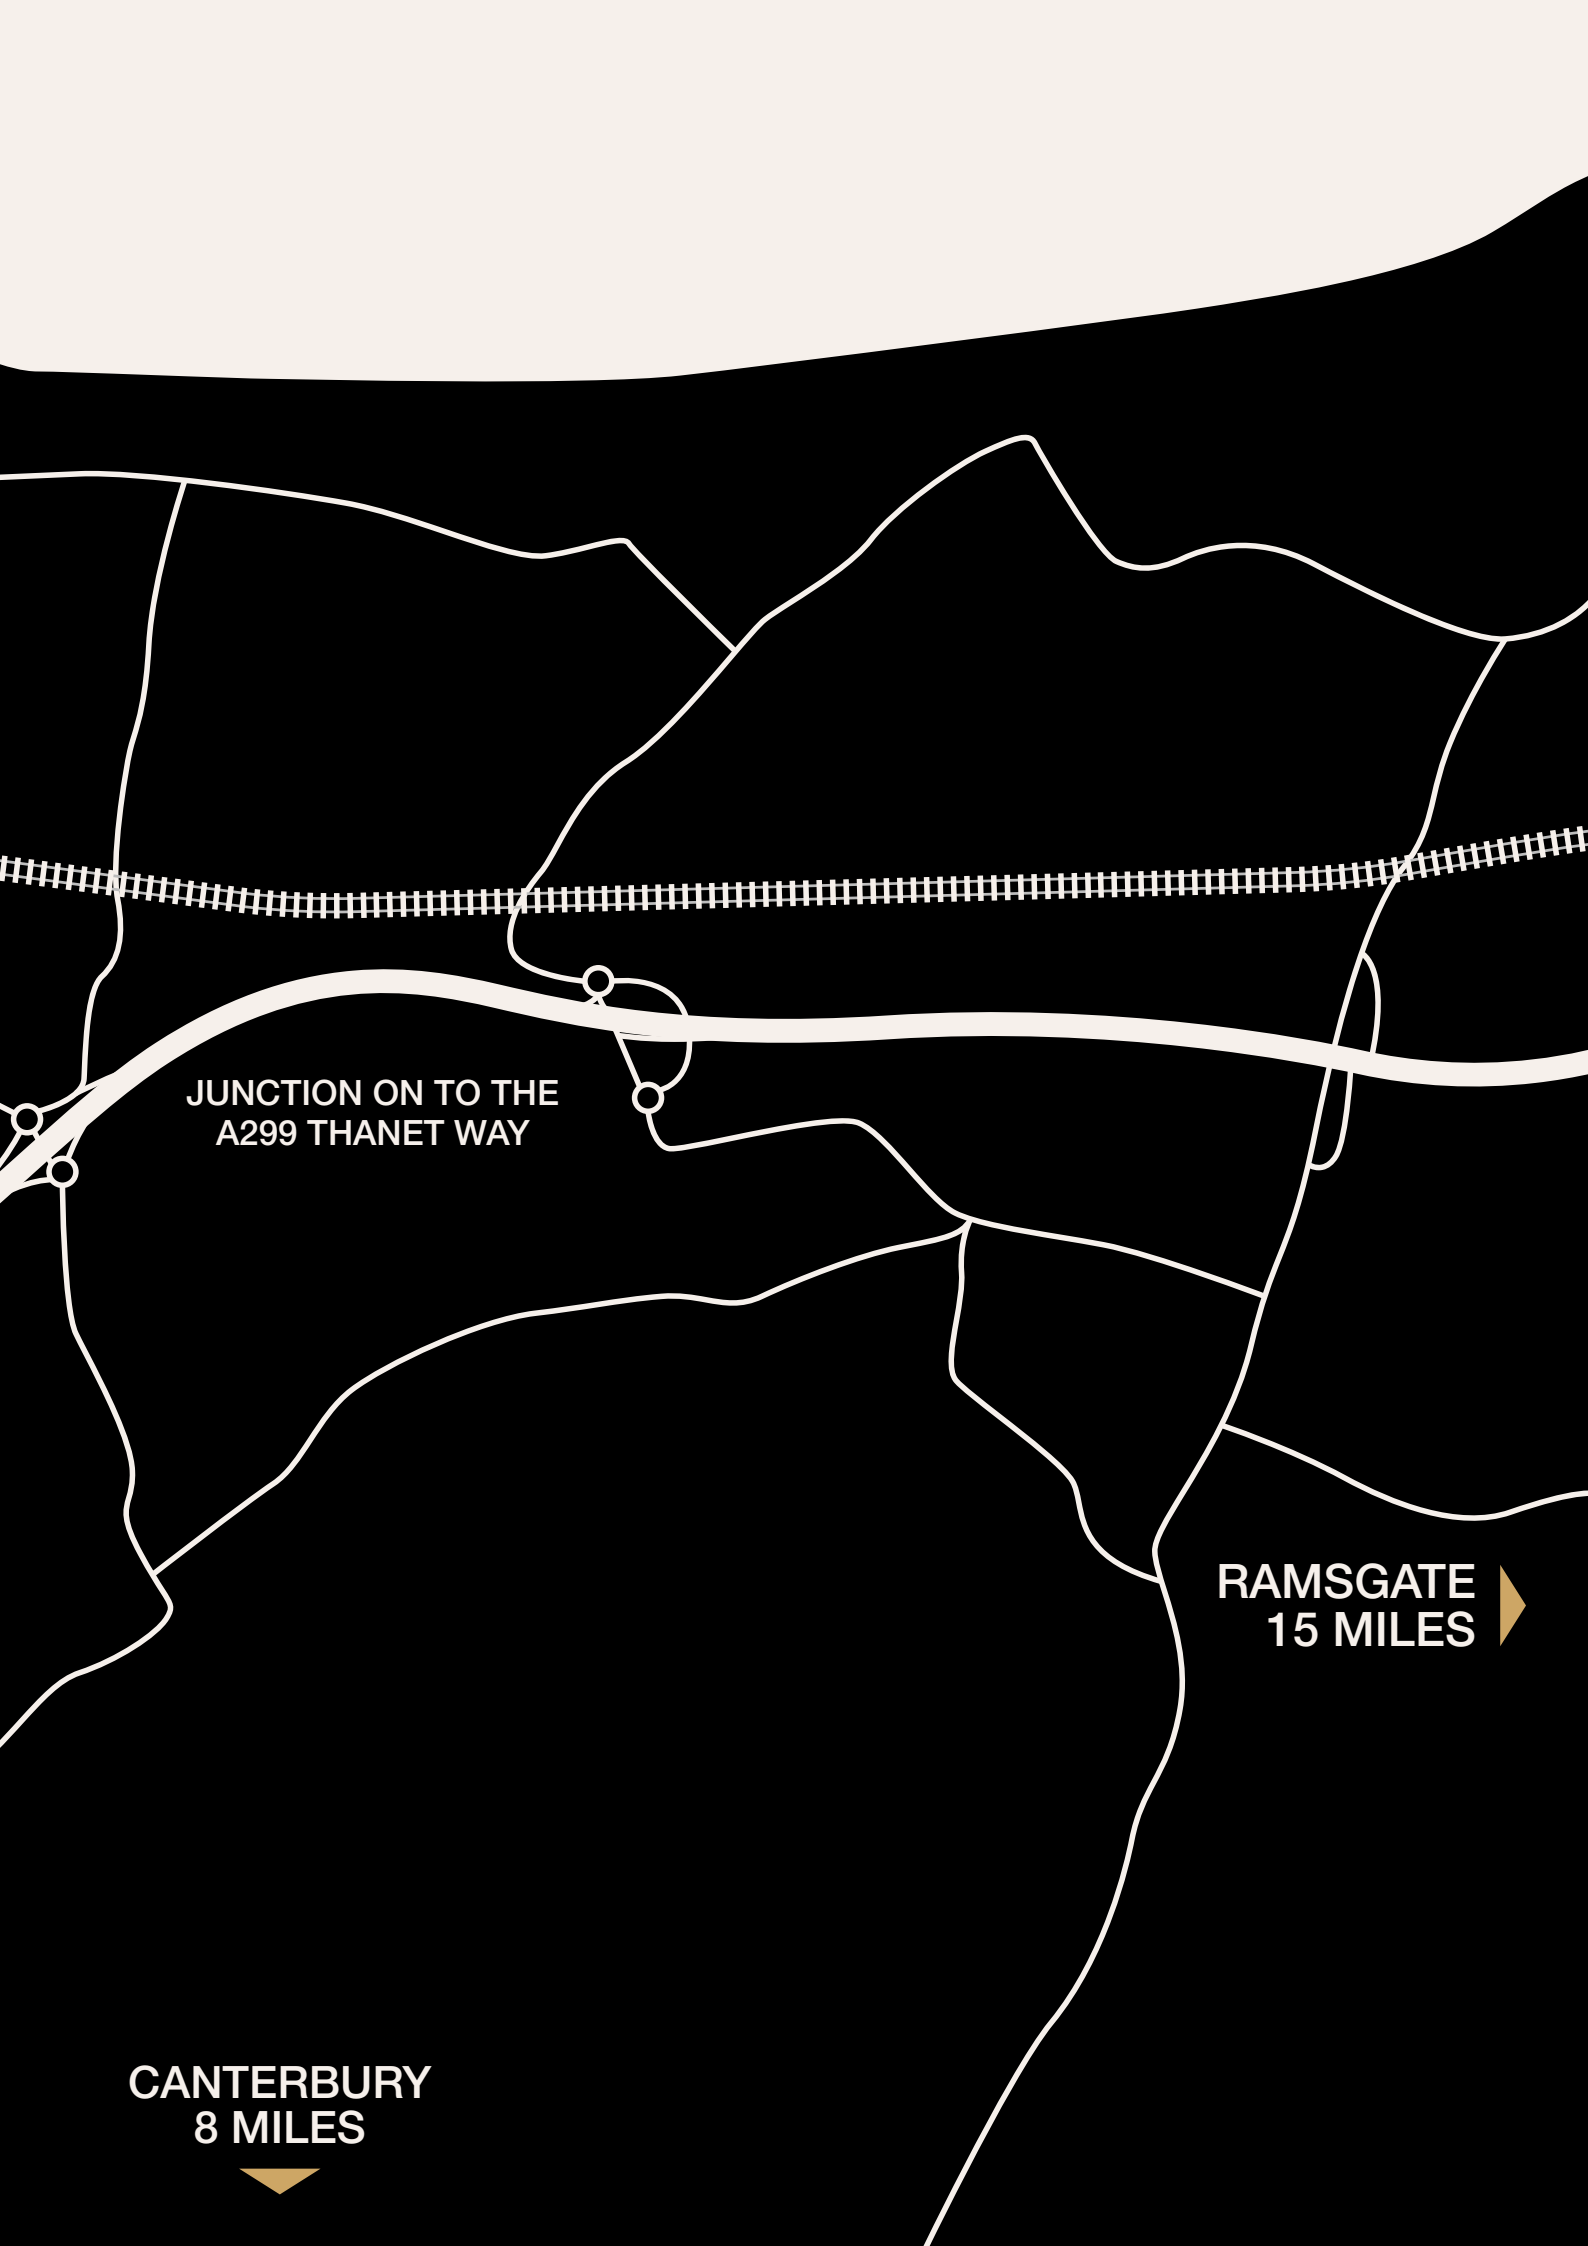 JUNCTION ON TO THE
A299 THANET WAY
RAMSGATE
15 MILES
CANTERBURY
8 MILES